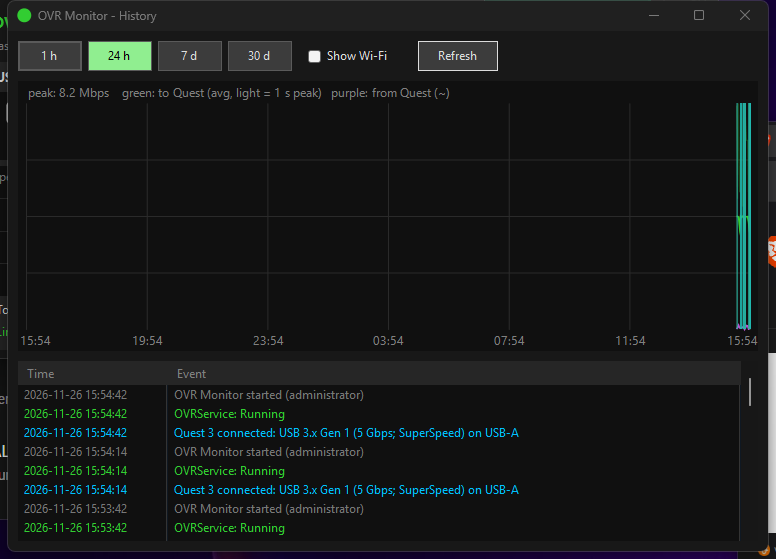 OVR Monitor - History
1 h 24 h 7 d 30 d Show Wi-Fi Refresh
peak: 8.2 Mbps green: to Quest (avg, light = 1 s peak) purple: from Quest (~)
15:54 19:54 23:54 03:54 07:54 11:54 15:54
Time Event
2026-11-26 15:54:42 OVR Monitor started (administrator)
2026-11-26 15:54:42 OVRService: Running
2026-11-26 15:54:42 Quest 3 connected: USB 3.x Gen 1 (5 Gbps; SuperSpeed) on USB-A
2026-11-26 15:54:14 OVR Monitor started (administrator)
2026-11-26 15:54:14 OVRService: Running
2026-11-26 15:54:14 Quest 3 connected: USB 3.x Gen 1 (5 Gbps; SuperSpeed) on USB-A
2026-11-26 15:53:42 OVR Monitor started (administrator)
2026-11-26 15:53:42 OVRService: Running